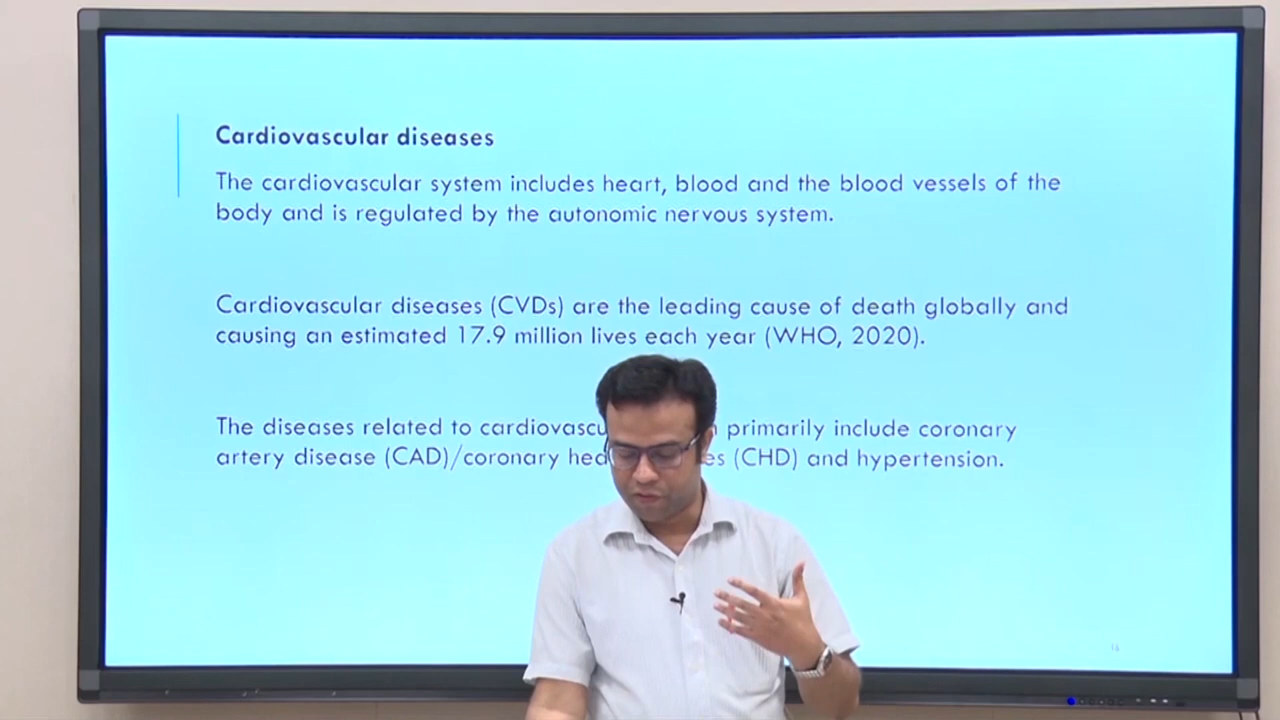 Cardiovascular diseases
The cardiovascular system includes heart, blood and the blood vessels of the
body and is regulated by the autonomic nervous system.
Cardiovascular diseases (CVDs) are the leading cause of death globally and
causing an estimated 17.9 million lives each year (WHO, 2020).
The diseases related to primarily include coronary
artery disease (CAD)/coronary (CHD) and hypertension.
16